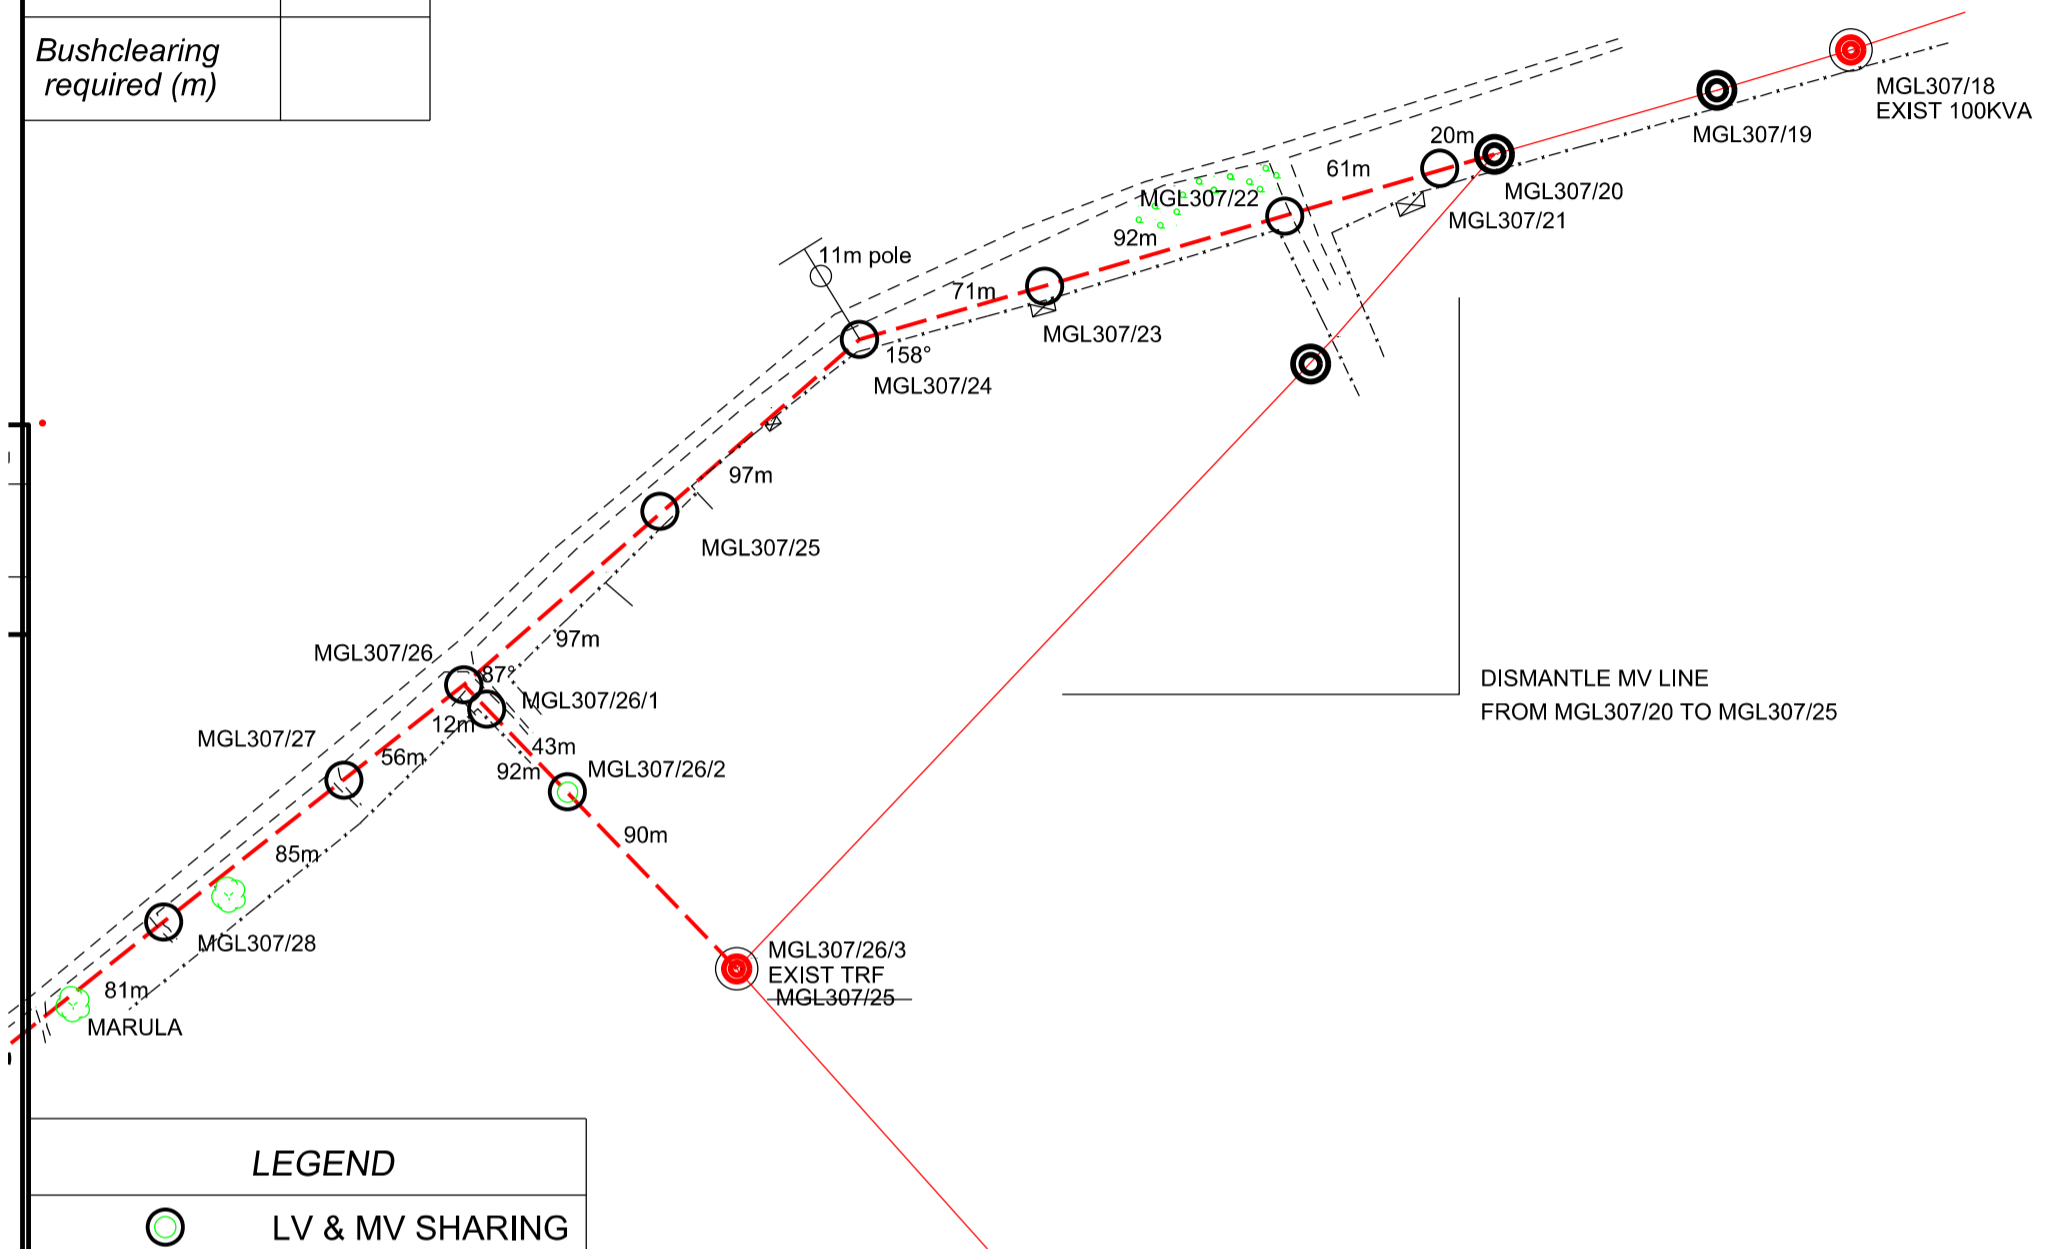 Bushclearing
required (m)
MGL307/18
EXIST 100KVA
MGL307/19
20m
MGL307/20
61m
MGL307/21
MGL307/22
92m
11m pole
71m
MGL307/23
158°
MGL307/24
97m
MGL307/25
97m
MGL307/26
87°
MGL307/26/1
12m
43m
MGL307/27
56m
92m
MGL307/26/2
DISMANTLE MV LINE
FROM MGL307/20 TO MGL307/25
90m
85m
MGL307/28
MGL307/26/3
EXIST TRF
MGL307/25
81m
MARULA
LEGEND
LV & MV SHARING